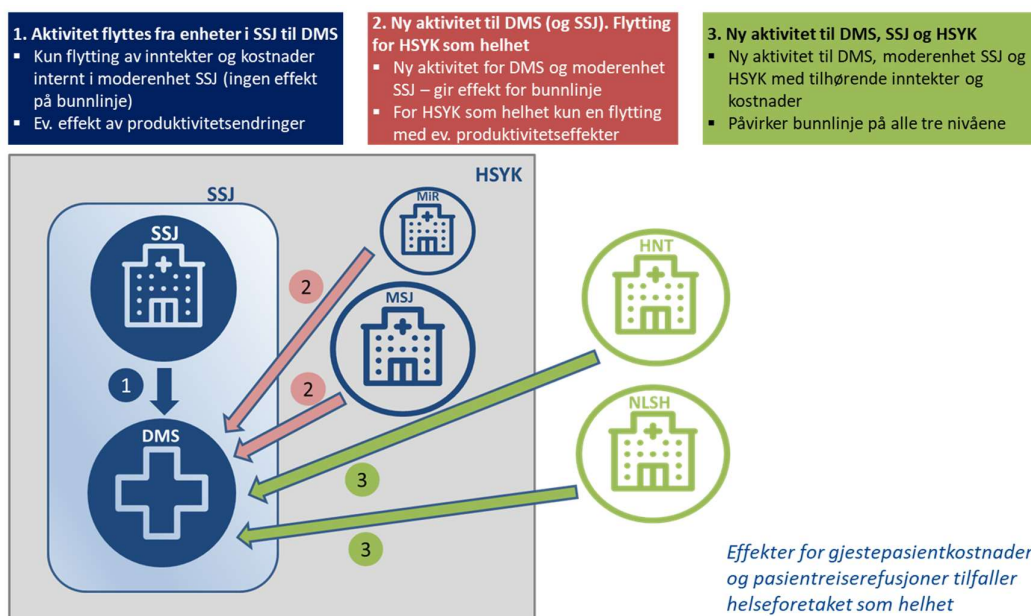 1. Aktivitet flyttes fra enheter i SSJ til DMS
▪ Kun flytting av inntekter og kostnader
internt i moderenhet SSJ (ingen effekt
på bunnlinje)
▪ Ev. effekt av produktivitetsendringer
2. Ny aktivitet til DMS (og SSJ). Flytting
for HSYK som helhet
▪ Ny aktivitet for DMS og moderenhet
SSJ – gir effekt for bunnlinje
▪ For HSYK som helhet kun en flytting
med ev. produktivitetseffekter
3. Ny aktivitet til DMS, SSJ og HSYK
▪ Ny aktivitet til DMS, moderenhet SSJ og
HSYK med tilhørende inntekter og
kostnader
▪ Påvirker bunnlinje på alle tre nivåene
HSYK
SSJ
SSJ
MiR
HNT
2
MSJ
1
2
NLSH
DMS
3
3
Effekter for gjestepasientkostnader
og pasientreiserefusjoner tilfaller
helseforetaket som helhet